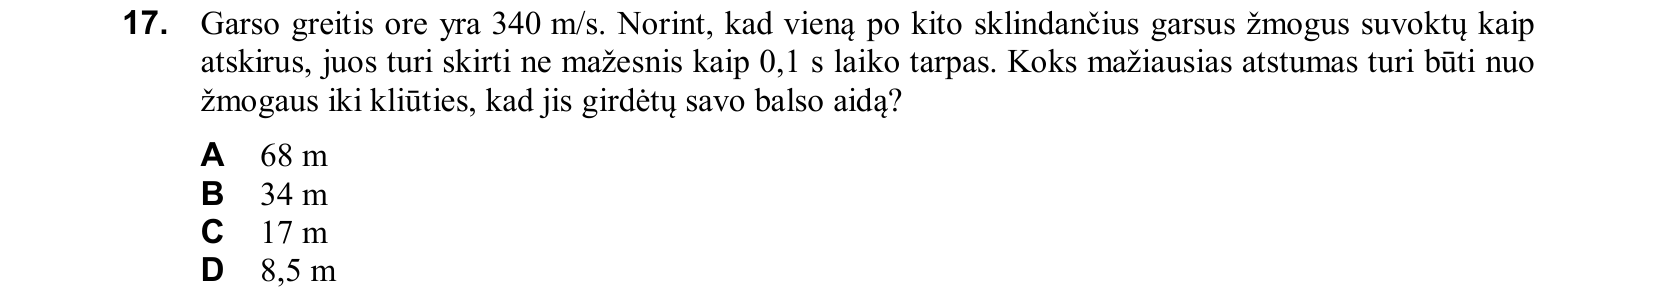 17. Garso greitis ore yra 340 m/s. Norint, kad vieną po kito sklindančius garsus žmogus suvoktų kaip
atskirus, juos turi skirti ne mažesnis kaip 0,1 s laiko tarpas. Koks mažiausias atstumas turi būti nuo
žmogaus iki kliūties, kad jis girdėtų savo balso aidą?
A 68 m
B 34 m
C 17 m
D 8,5 m